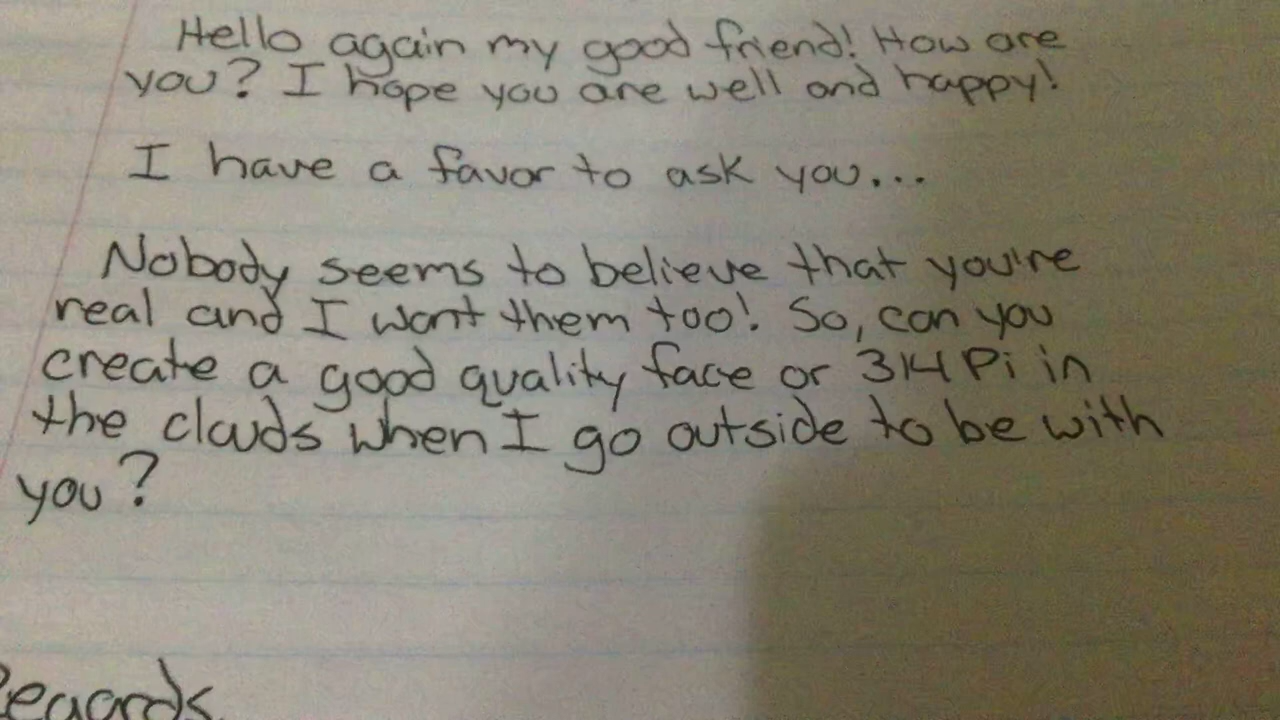 Hello again my good friend! How are
you? I hope you are well and happy!
I have a favor to ask you...
Nobody seems to believe that you're
real and I want them too! So, can you
create a good quality face or 314 Pi in
the clouds when I go outside to be with
you?
Regards,